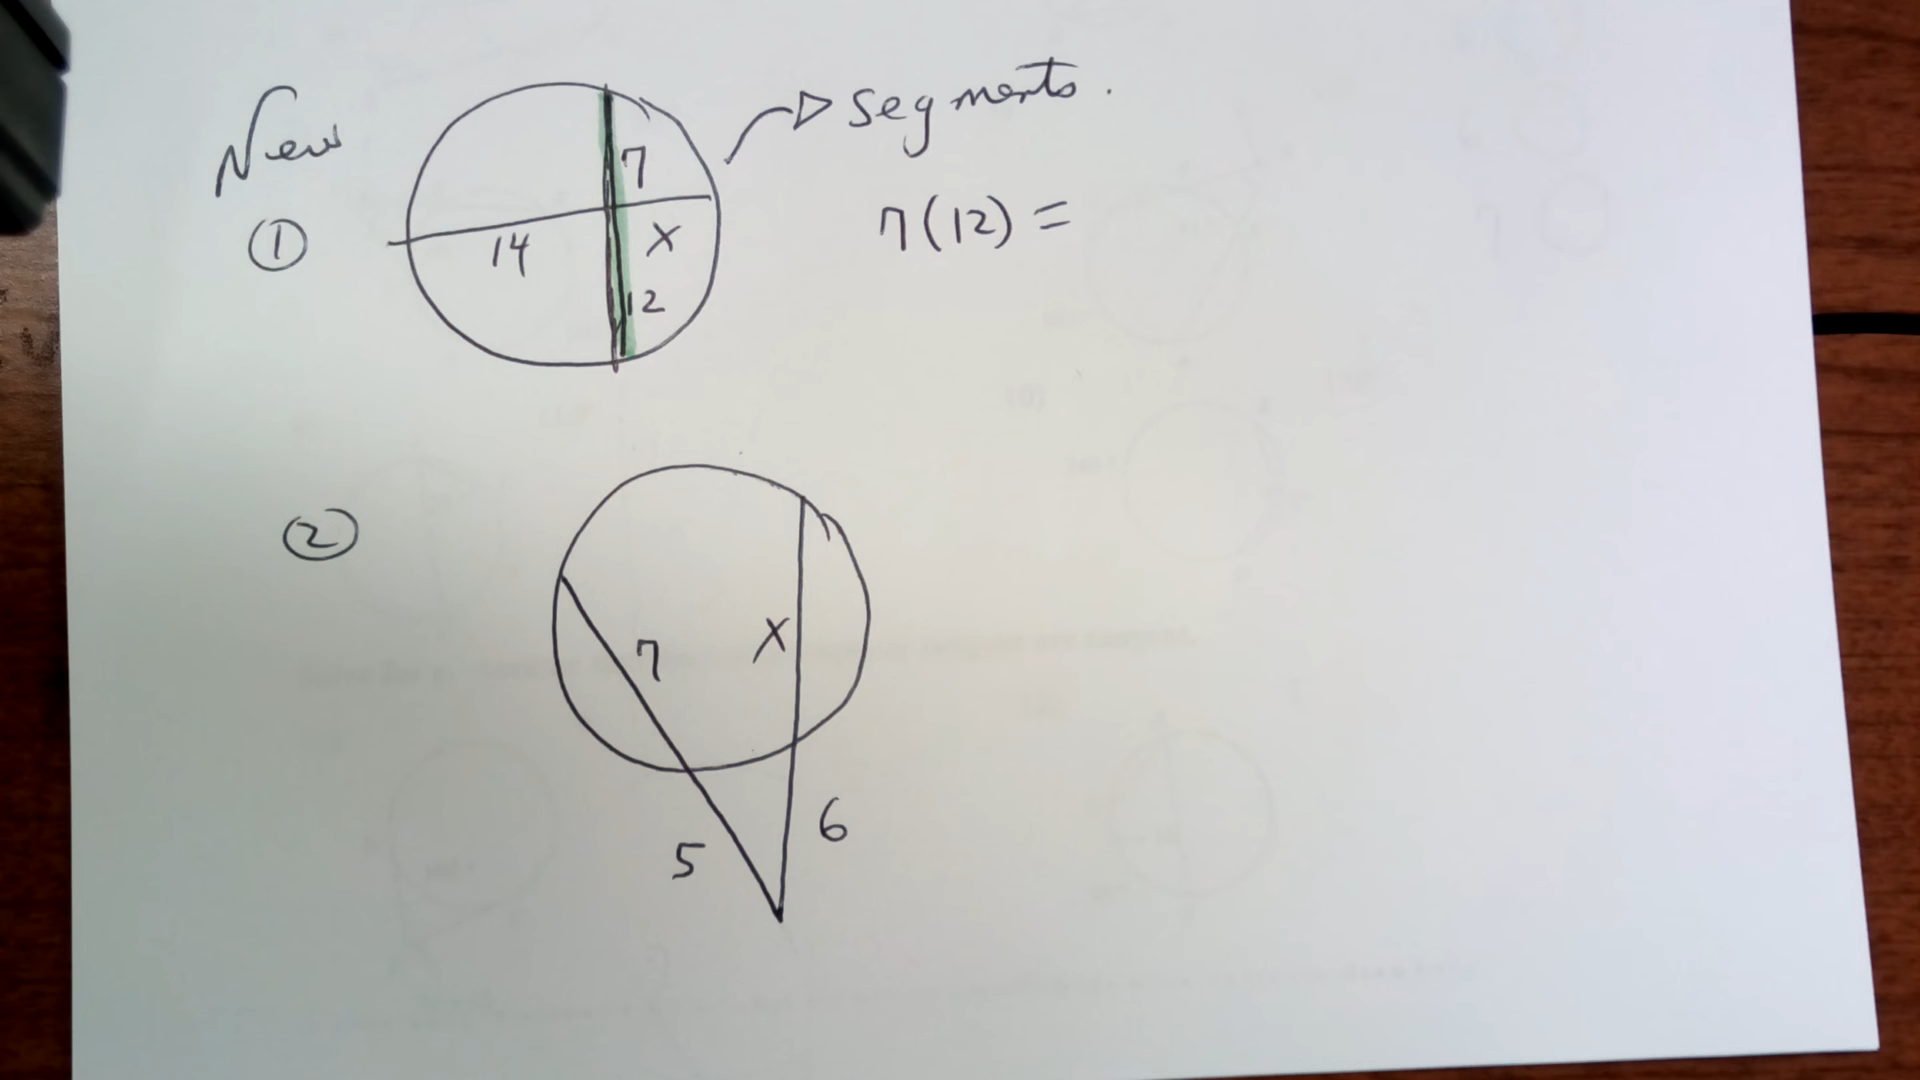 New
→ segments.
7
7(12) =
①
14
x
12
②
7
x
6
5